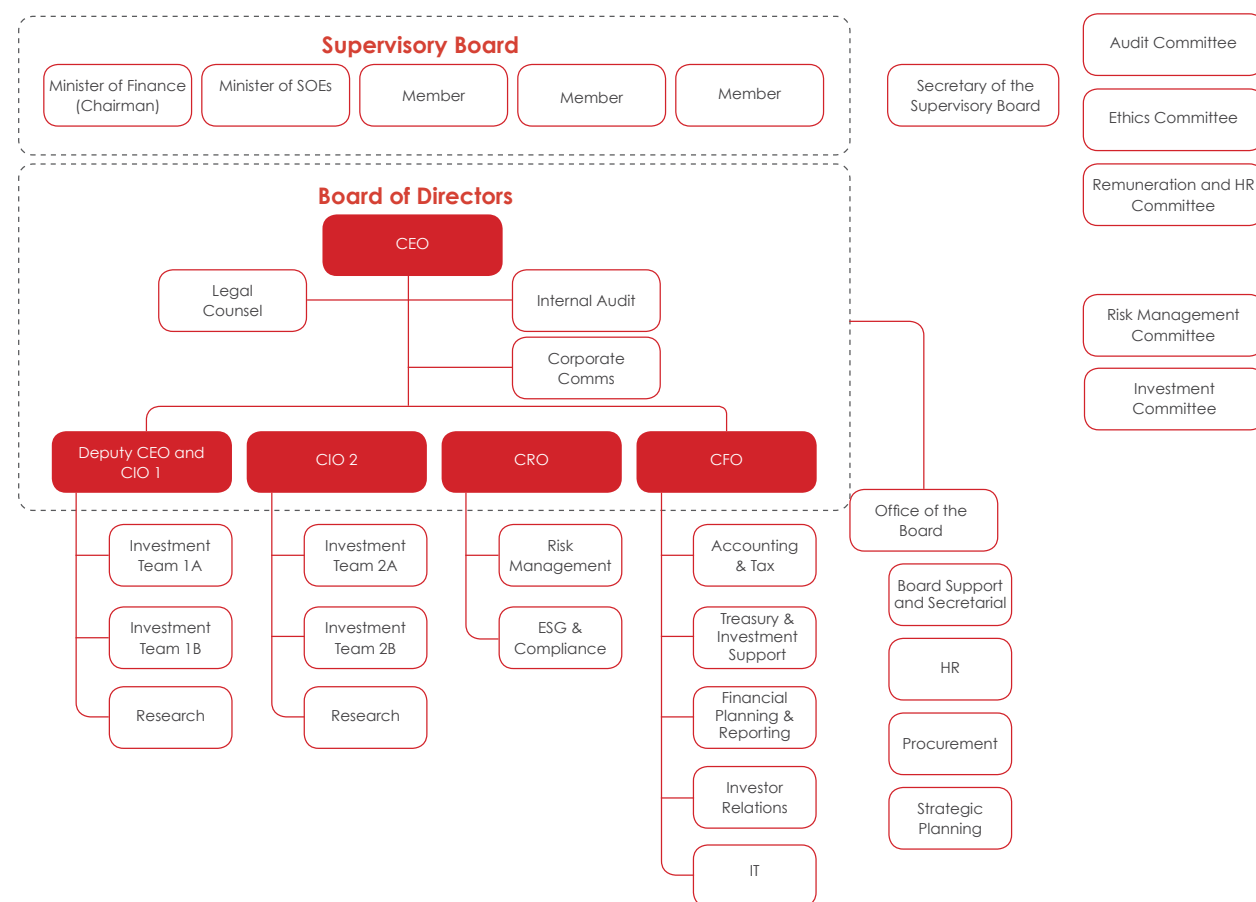 Supervisory Board
Minister of Finance
(Chairman)
Minister of SOEs
Member
Member
Member
Secretary of the
Supervisory Board
Audit Committee
Ethics Committee
Remuneration and HR
Committee
Risk Management
Committee
Investment
Committee
Board of Directors
CEO
Legal
Counsel
Internal Audit
Corporate
Comms
Deputy CEO and
CIO 1
CIO 2
CRO
CFO
Investment
Team 1A
Investment
Team 1B
Research
Investment
Team 2A
Investment
Team 2B
Research
Risk
Management
ESG &
Compliance
Accounting
& Tax
Treasury &
Investment
Support
Financial
Planning &
Reporting
Investor
Relations
IT
Office of the
Board
Board Support
and Secretarial
HR
Procurement
Strategic
Planning